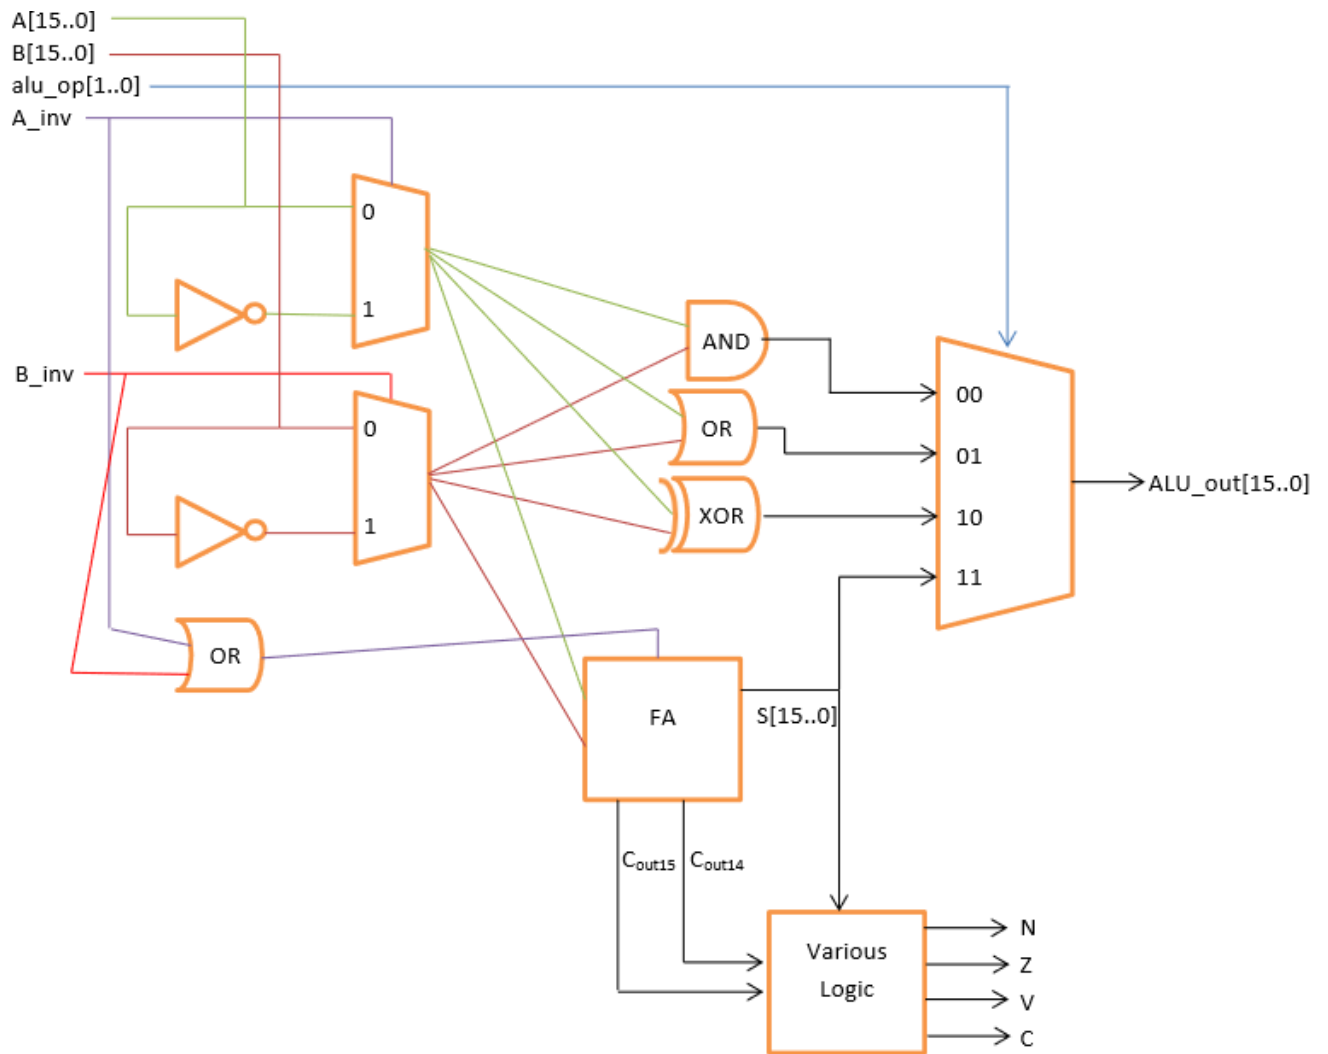 A[15..0]
B[15..0]
alu_op[1..0]
A_inv
0
1
B_inv
0
1
AND
OR
XOR
00
01
10
11
ALU_out[15..0]
OR
FA
S[15..0]
Cout15
Cout14
Various
Logic
N
Z
V
C